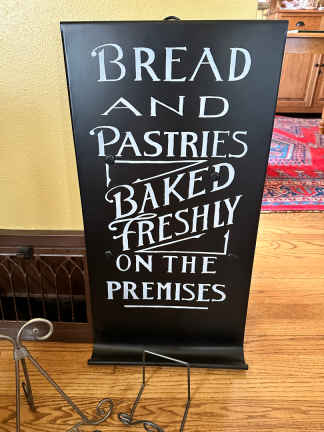 BREAD
AND
PASTRIES
BAKED
FRESHLY
ON THE
PREMISES